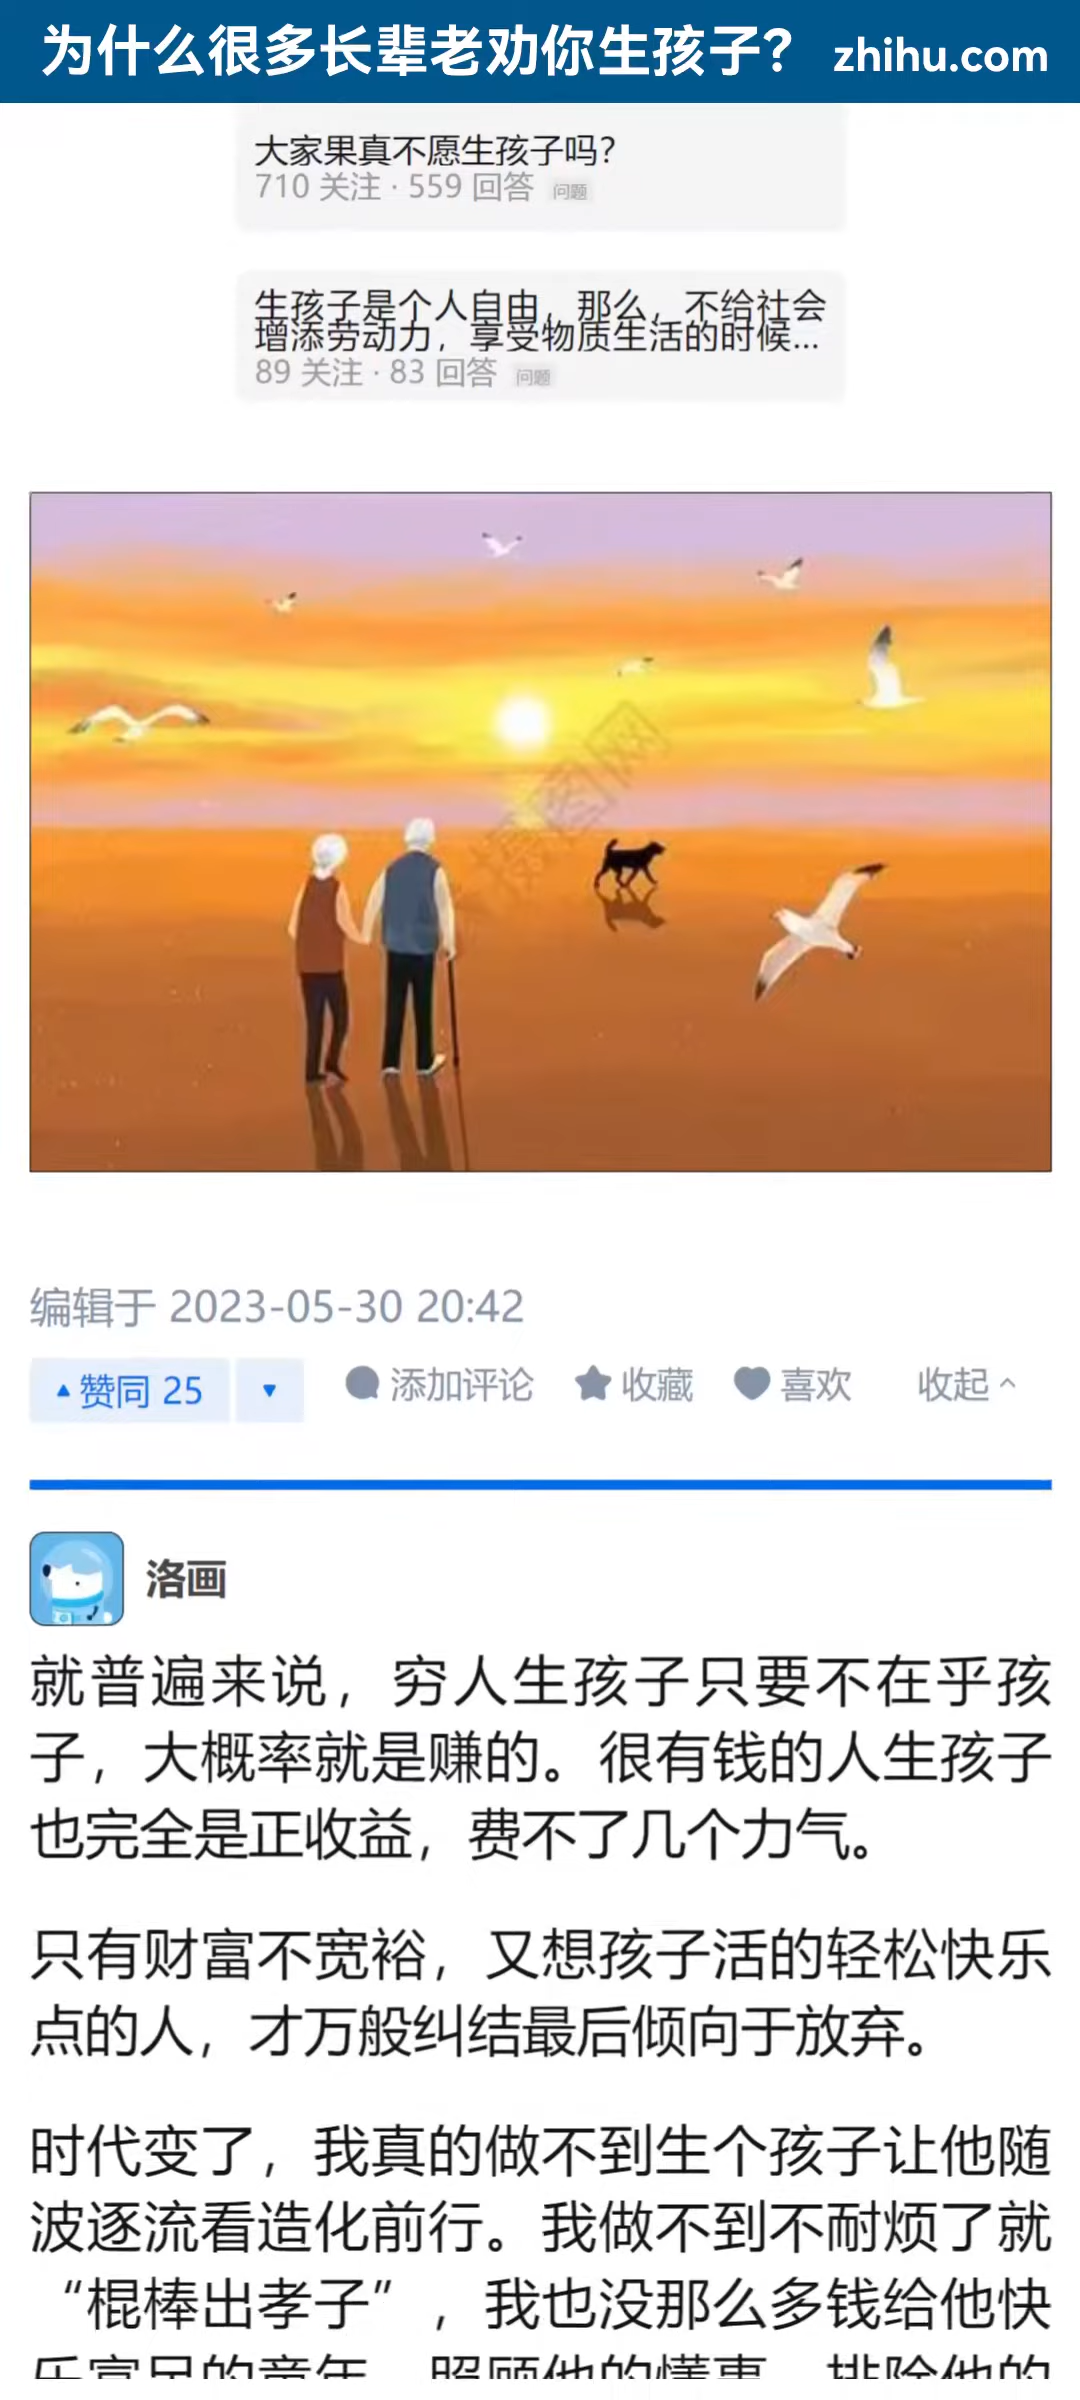 为什么很多长辈老劝你生孩子? zhihu.com
大家果真不愿生孩子吗?
710 关注 · 559 回答 问题
生孩子是个人自由，那么，不给社会
增添劳动力，享受物质生活的时候...
89 关注 · 83 回答 问题
摄图网
编辑于 2023-05-30 20:42
赞同 25 添加评论 收藏 喜欢 收起
洛画
就普遍来说，穷人生孩子只要不在乎孩
子，大概率就是赚的。很有钱的人生孩子
也完全是正收益，费不了几个力气。
只有财富不宽裕，又想孩子活的轻松快乐
点的人，才万般纠结最后倾向于放弃。
时代变了，我真的做不到生个孩子让他随
波逐流看造化前行。我做不到不耐烦了就
“棍棒出孝子”，我也没那么多钱给他快